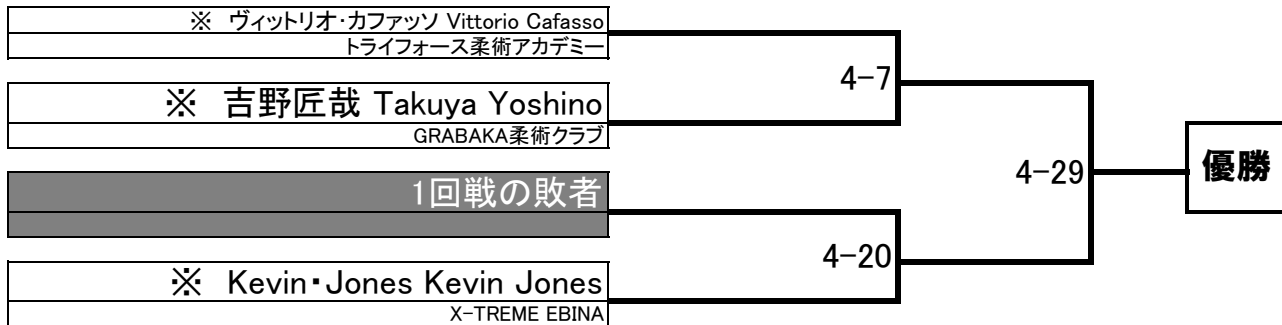 ※ ヴィットリオ･カファッソ Vittorio Cafasso
トライフォース柔術アカデミー
4-7
※ 吉野匠哉 Takuya Yoshino
GRABAKA柔術クラブ
4-29
優勝
1回戦の敗者
4-20
※ Kevin･Jones Kevin Jones
X-TREME EBINA